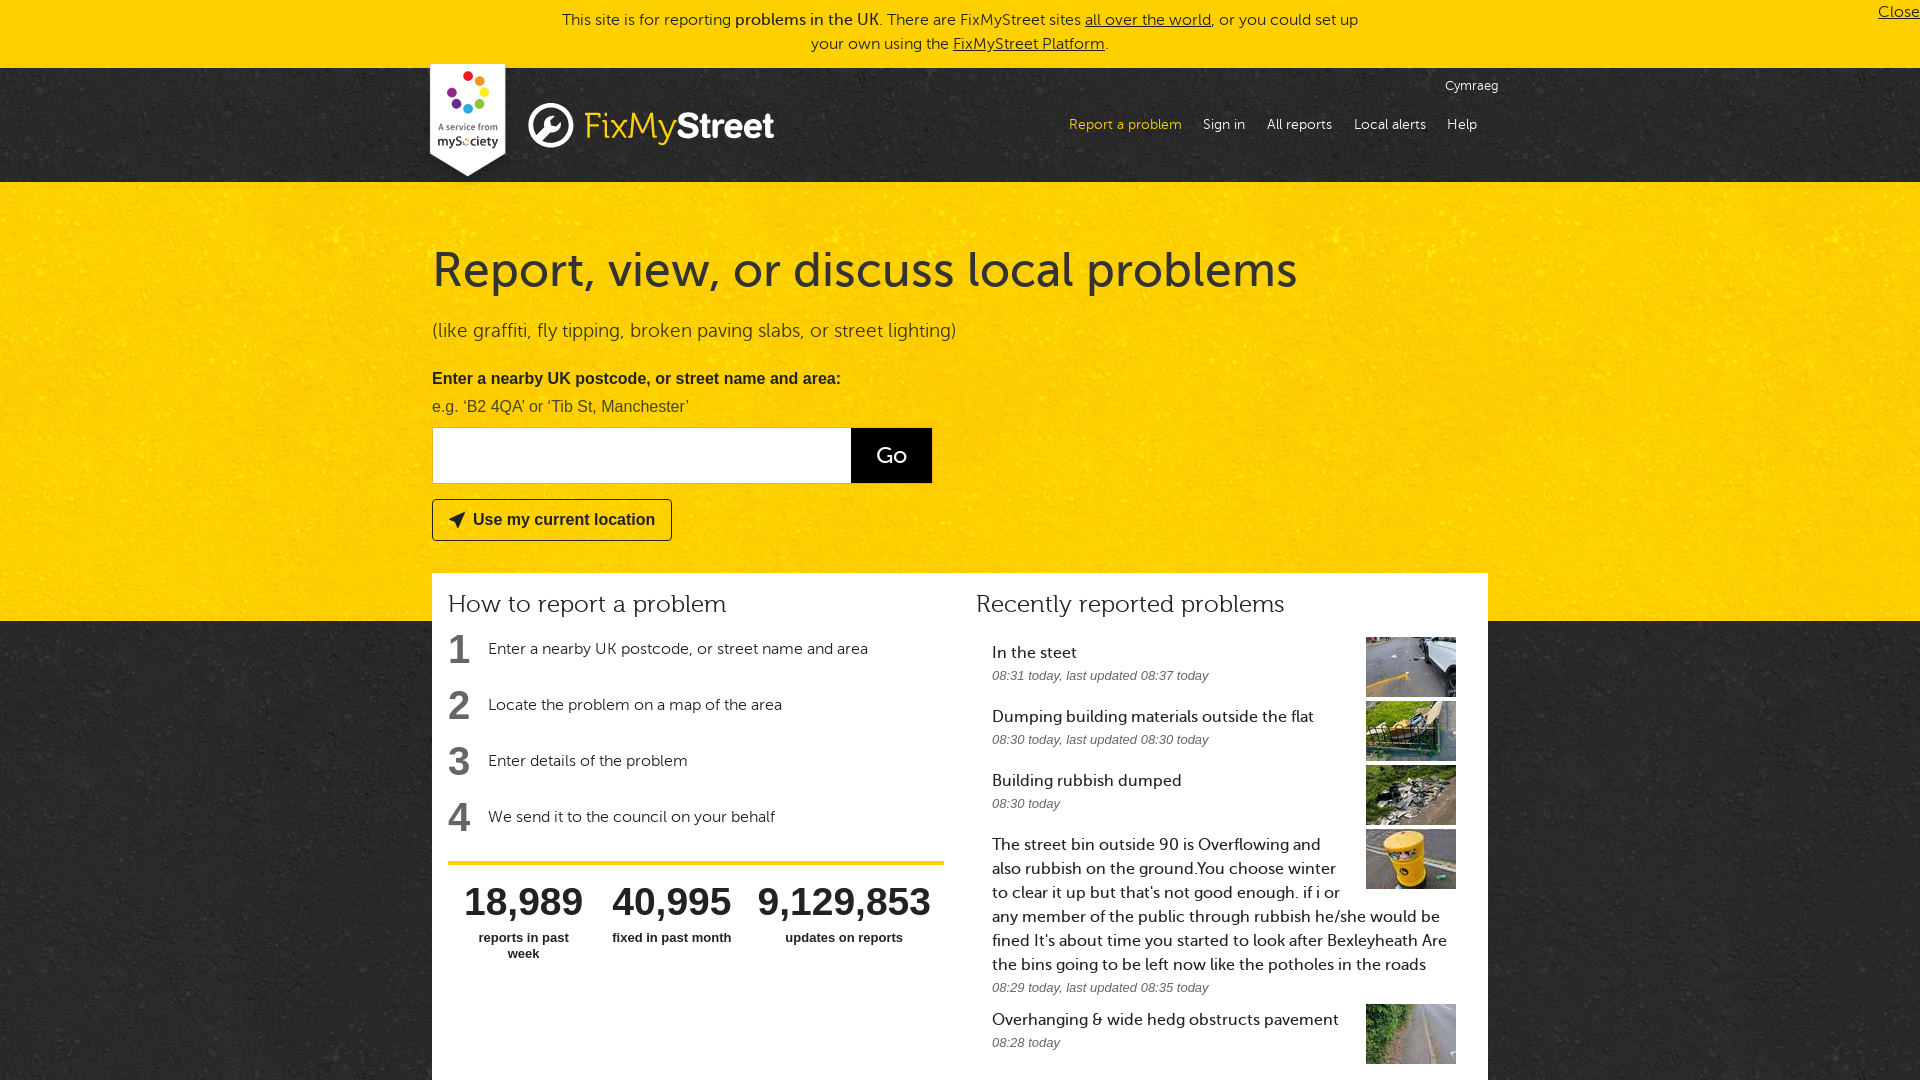 This site is for reporting problems in the UK. There are FixMyStreet sites all over the world, or you could set up
your own using the FixMyStreet Platform.
Close
A service from
mySociety
FixMyStreet
Cymraeg
Report a problem
Sign in
All reports
Local alerts
Help
Report, view, or discuss local problems
(like graffiti, fly tipping, broken paving slabs, or street lighting)
Enter a nearby UK postcode, or street name and area:
e.g. ‘B2 4QA’ or ‘Tib St, Manchester’
Go
Use my current location
How to report a problem
1 Enter a nearby UK postcode, or street name and area
2 Locate the problem on a map of the area
3 Enter details of the problem
4 We send it to the council on your behalf
18,989
reports in past
week
40,995
fixed in past month
9,129,853
updates on reports
Recently reported problems
In the steet
08:31 today, last updated 08:37 today
Dumping building materials outside the flat
08:30 today, last updated 08:30 today
Building rubbish dumped
08:30 today
The street bin outside 90 is Overflowing and
also rubbish on the ground.You choose winter
to clear it up but that's not good enough. if i or
any member of the public through rubbish he/she would be
fined It's about time you started to look after Bexleyheath Are
the bins going to be left now like the potholes in the roads
08:29 today, last updated 08:35 today
Overhanging & wide hedg obstructs pavement
08:28 today